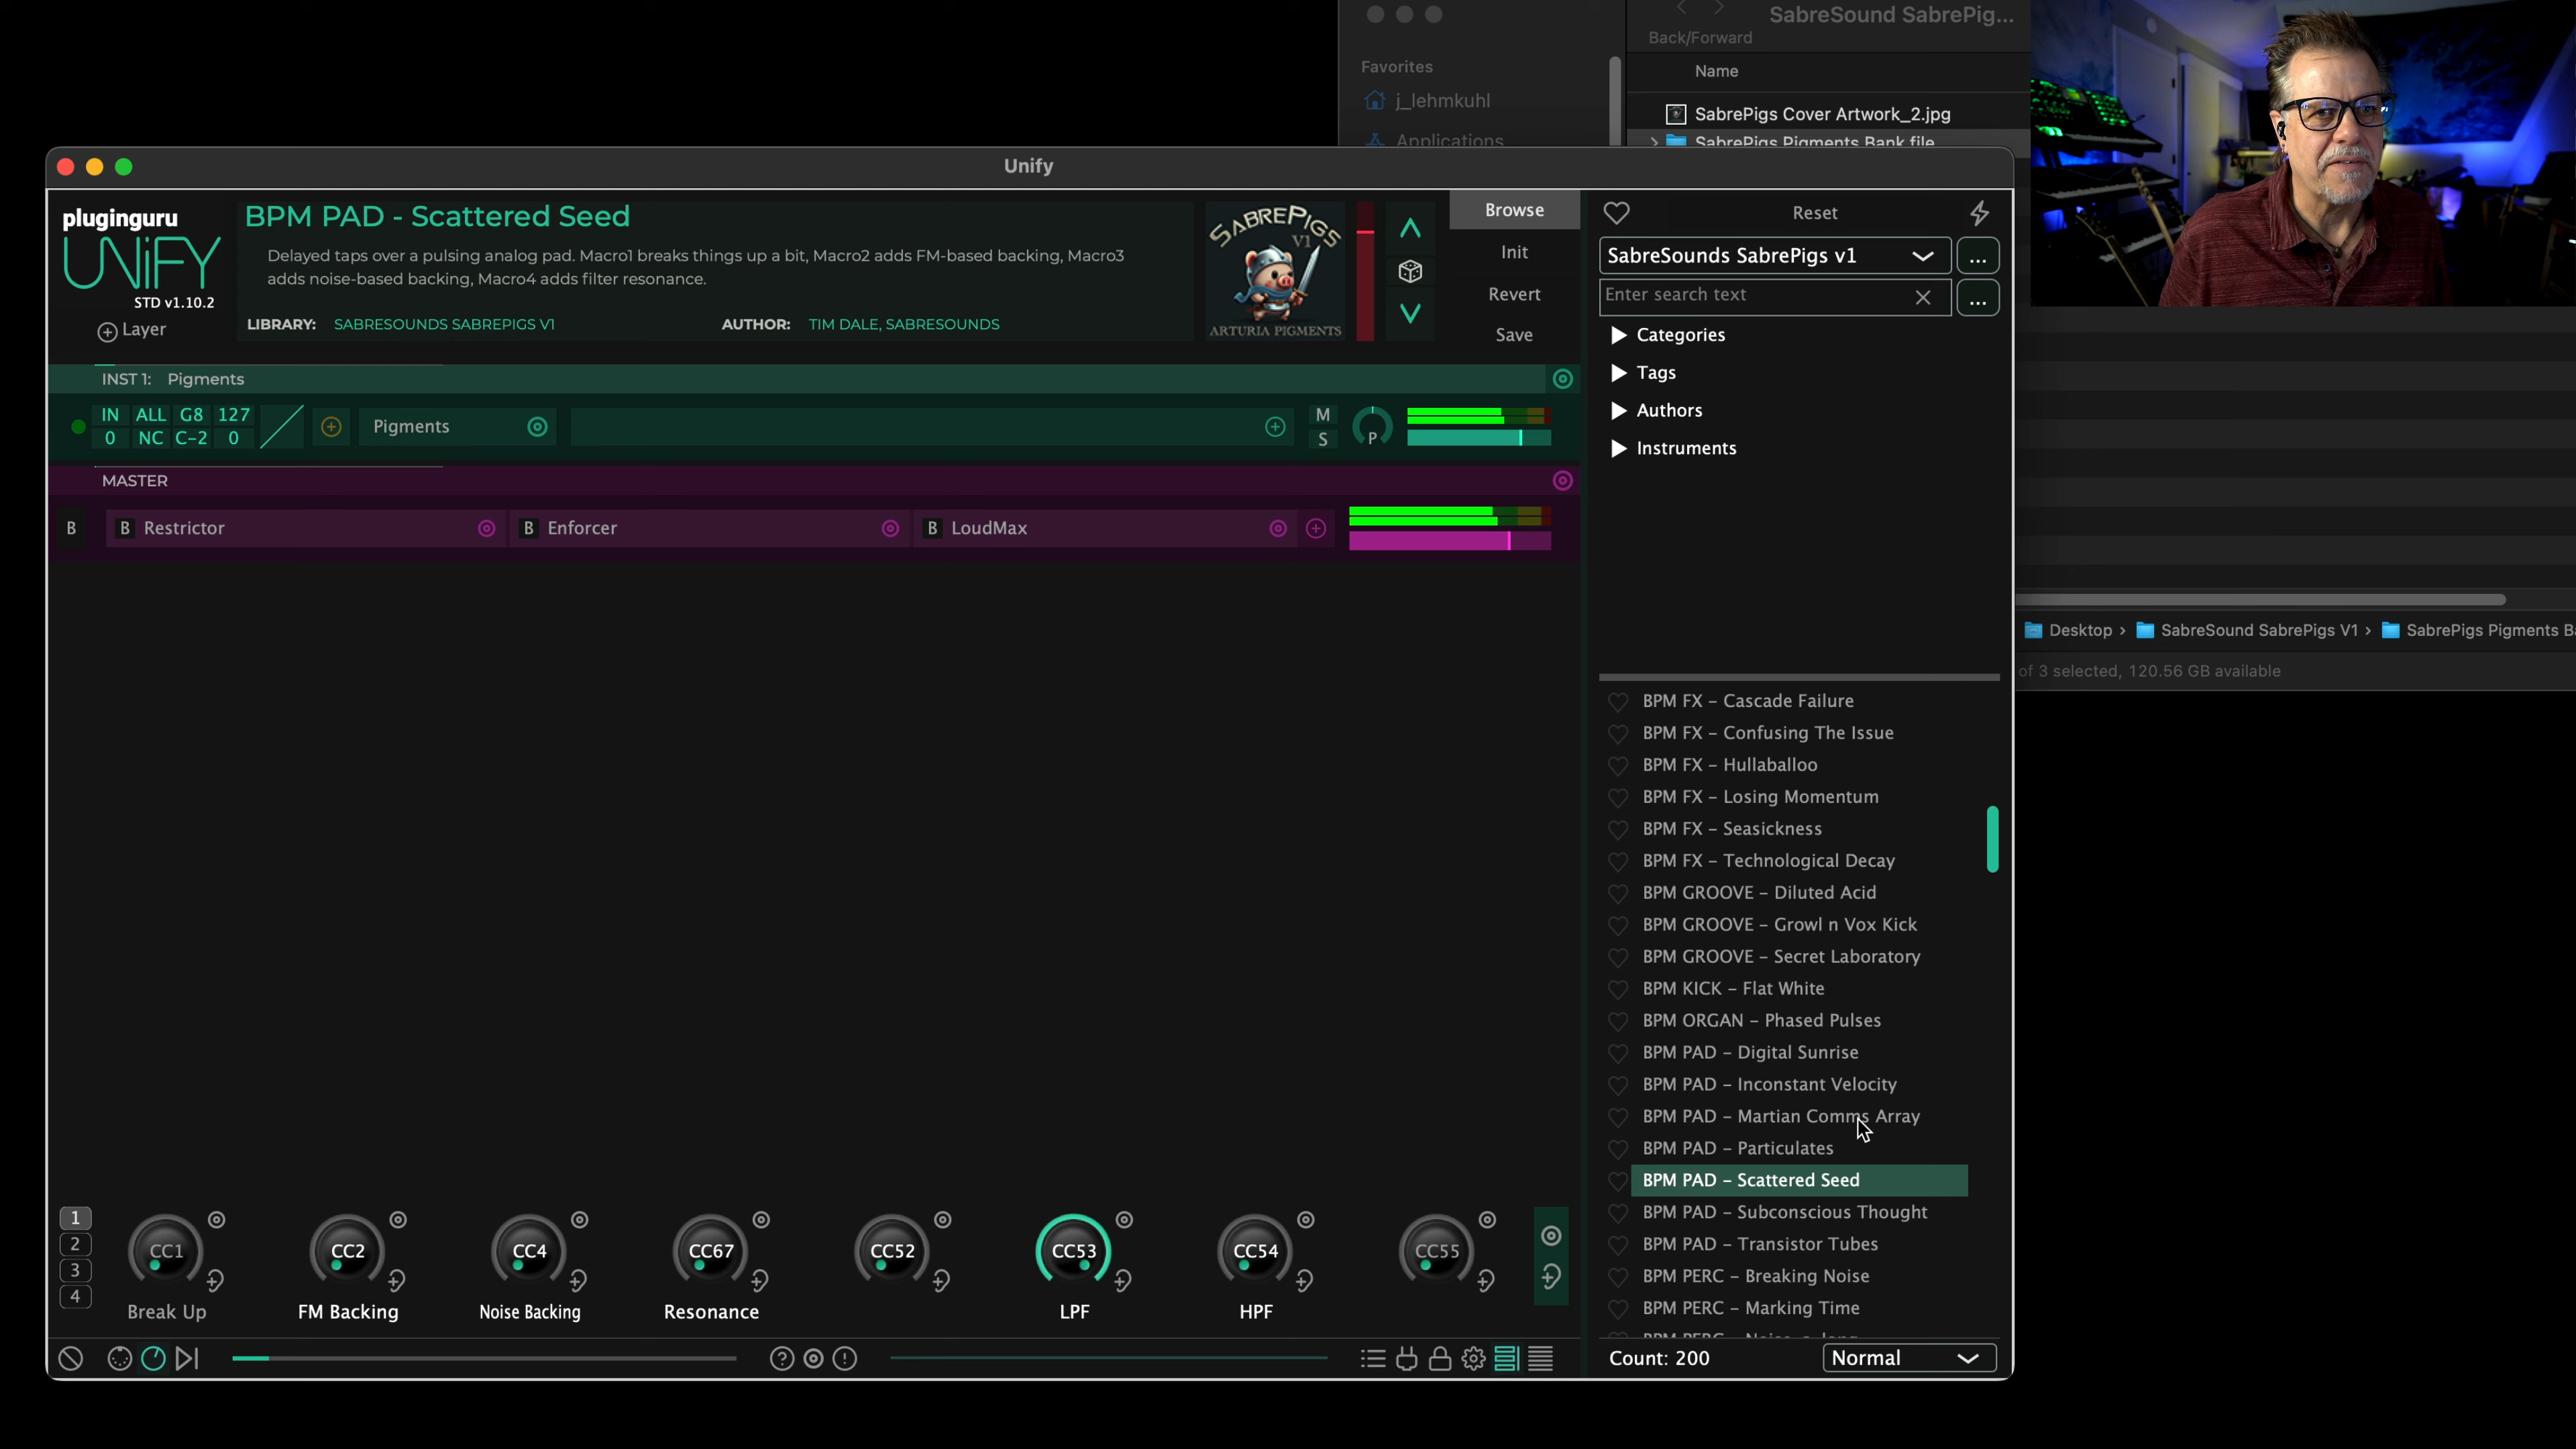 SabreSound SabrePig...
Back/Forward
Favorites
Name
j_lehmkuhl
SabrePigs Cover Artwork_2.jpg
Applications
SabrePigs Pigments Bank file
Unify
pluginguru
UNiFY
STD v1.10.2
Layer
BPM PAD - Scattered Seed
Delayed taps over a pulsing analog pad. Macro1 breaks things up a bit, Macro2 adds FM-based backing, Macro3
adds noise-based backing, Macro4 adds filter resonance.
LIBRARY: SABRESOUNDS SABREPIGS V1
AUTHOR: TIM DALE, SABRESOUNDS
SABREPIGS
V1
ARTURIA PIGMENTS
Browse
Init
Revert
Save
Reset
SabreSounds SabrePigs v1
...
Enter search text
...
Categories
Tags
Authors
Instruments
INST 1: Pigments
IN ALL G8 127
0 NC C-2 0
Pigments
M
S
P
MASTER
B
B Restrictor
B Enforcer
B LoudMax
Desktop
SabreSound SabrePigs V1
SabrePigs Pigments B
of 3 selected, 120.56 GB available
BPM FX – Cascade Failure
BPM FX – Confusing The Issue
BPM FX – Hullaballoo
BPM FX – Losing Momentum
BPM FX – Seasickness
BPM FX – Technological Decay
BPM GROOVE – Diluted Acid
BPM GROOVE – Growl n Vox Kick
BPM GROOVE – Secret Laboratory
BPM KICK – Flat White
BPM ORGAN – Phased Pulses
BPM PAD – Digital Sunrise
BPM PAD – Inconstant Velocity
BPM PAD – Martian Comms Array
BPM PAD – Particulates
BPM PAD – Scattered Seed
BPM PAD – Subconscious Thought
BPM PAD – Transistor Tubes
BPM PERC – Breaking Noise
BPM PERC – Marking Time
Count: 200
Normal
1
2
3
4
CC1
Break Up
CC2
FM Backing
CC4
Noise Backing
CC67
Resonance
CC52
CC53
LPF
CC54
HPF
CC55